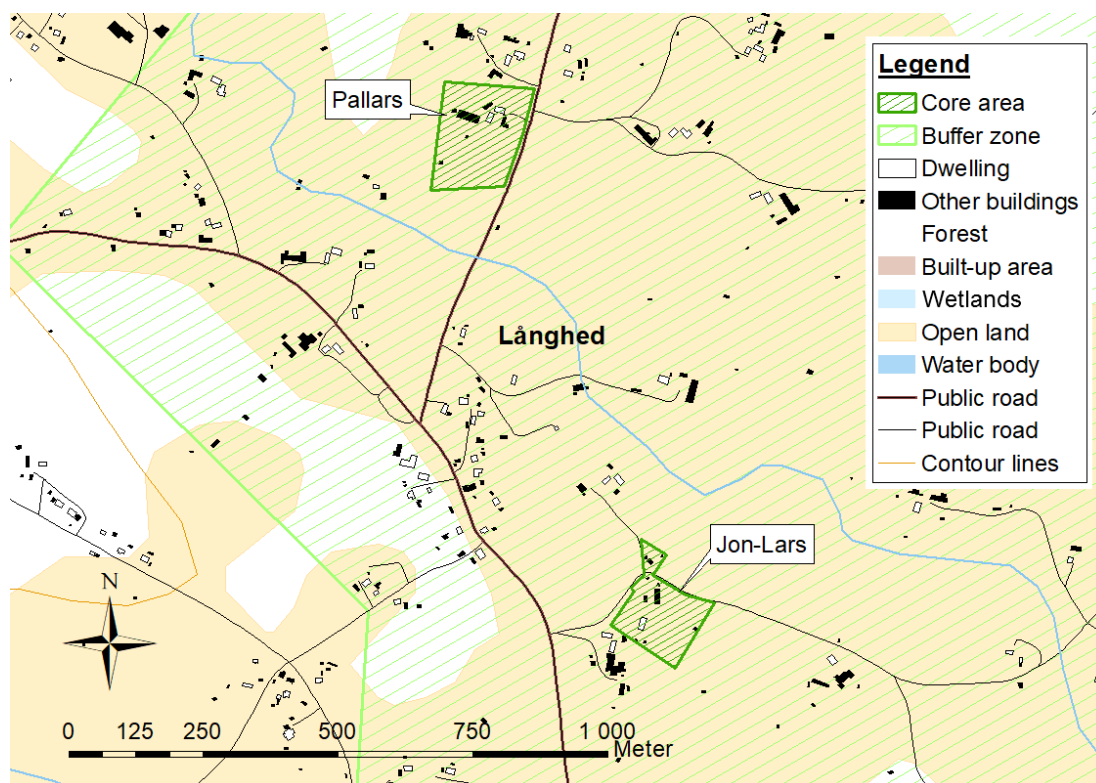 Pallars
Långhed
Jon-Lars
Legend
Core area
Buffer zone
Dwelling
Other buildings
Forest
Built-up area
Wetlands
Open land
Water body
Public road
Public road
Contour lines
N
0 125 250 500 750 1 000
Meter